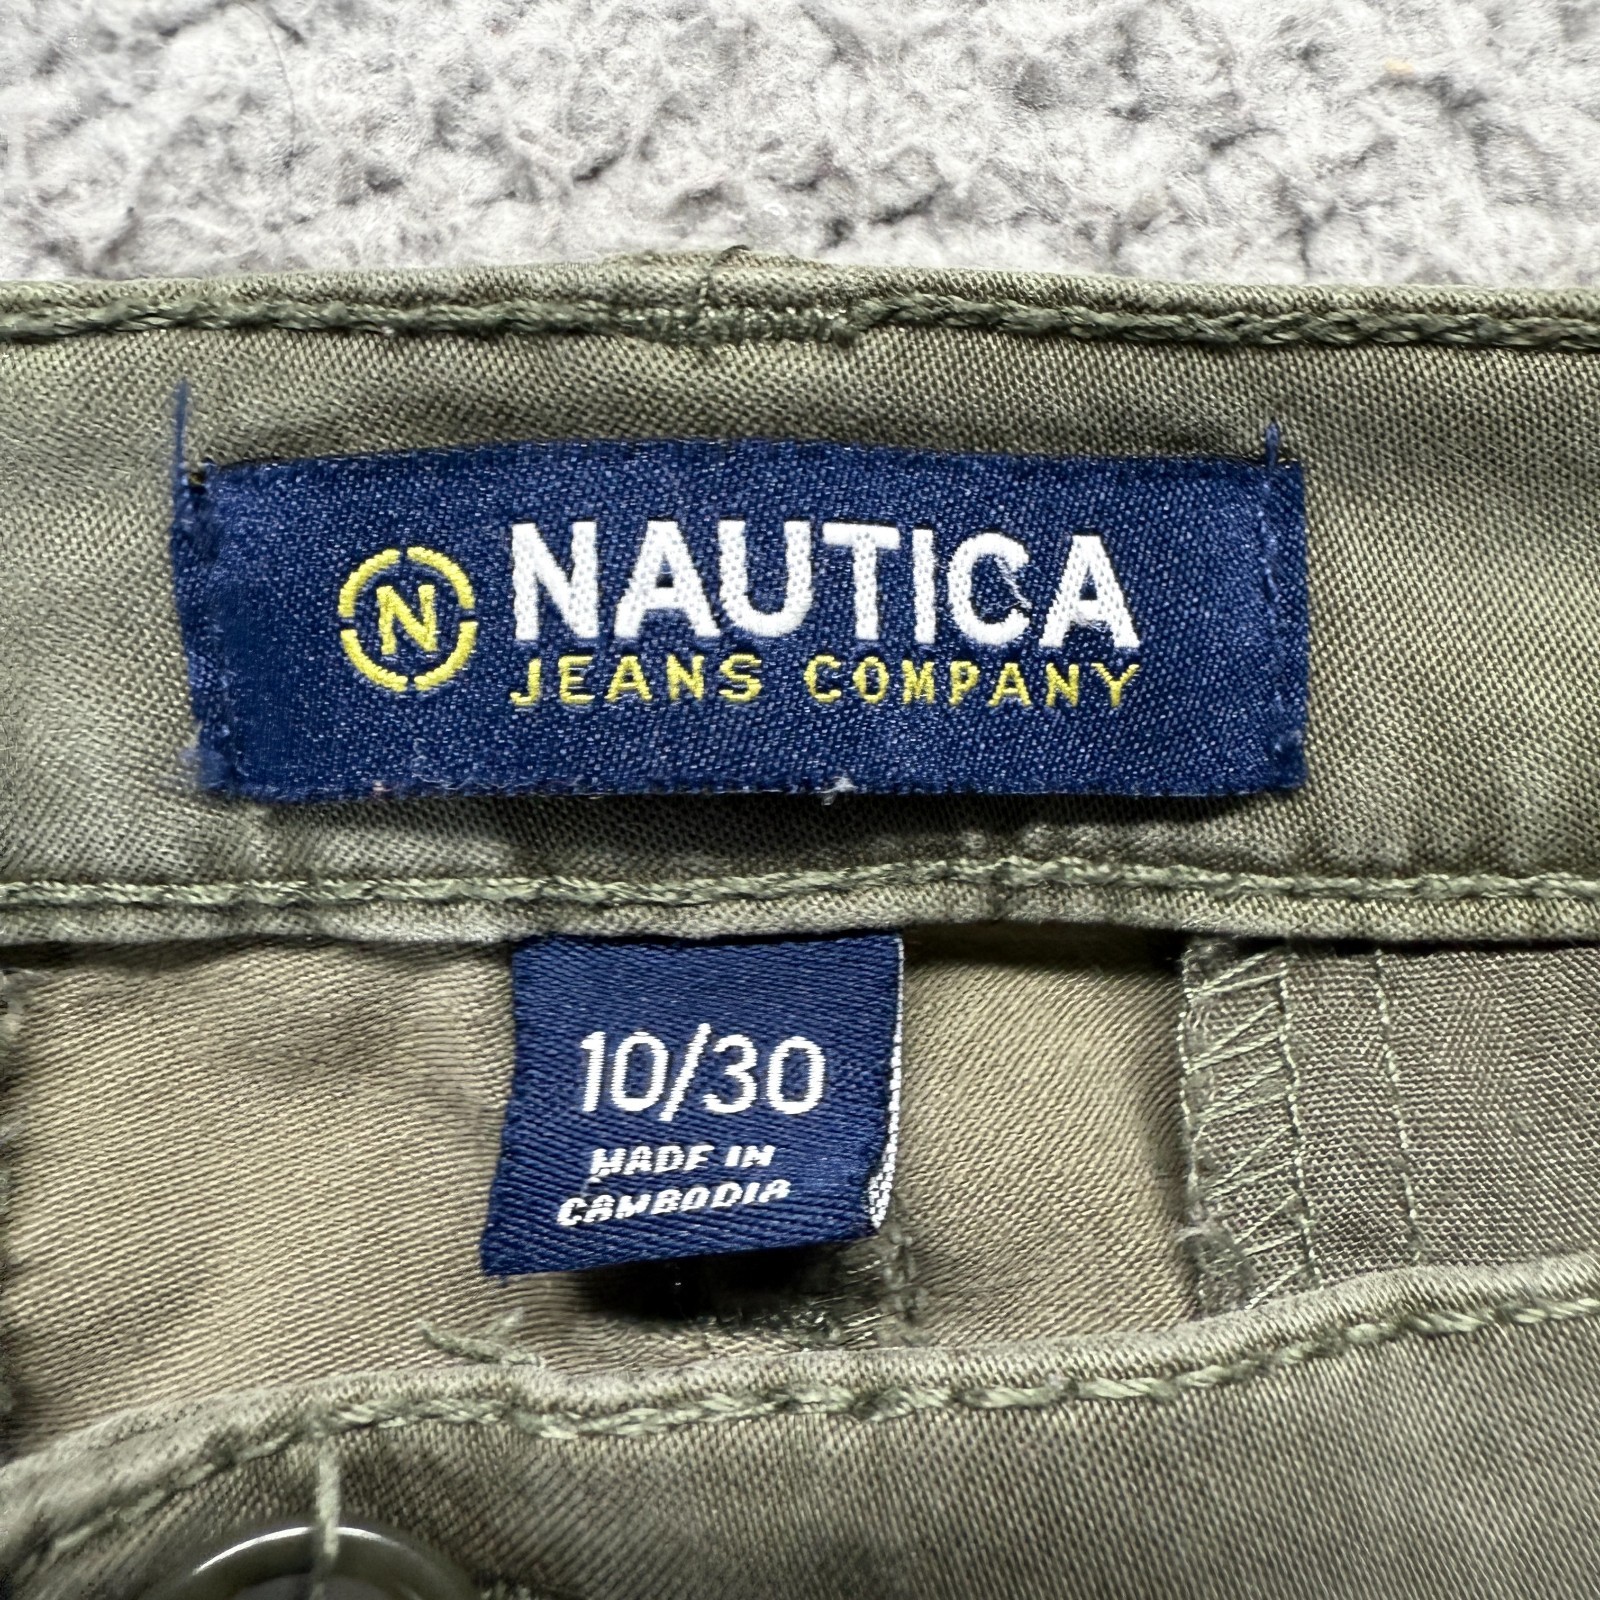 N
NAUTICA
JEANS COMPANY
10/30
MADE IN
CAMBODIA